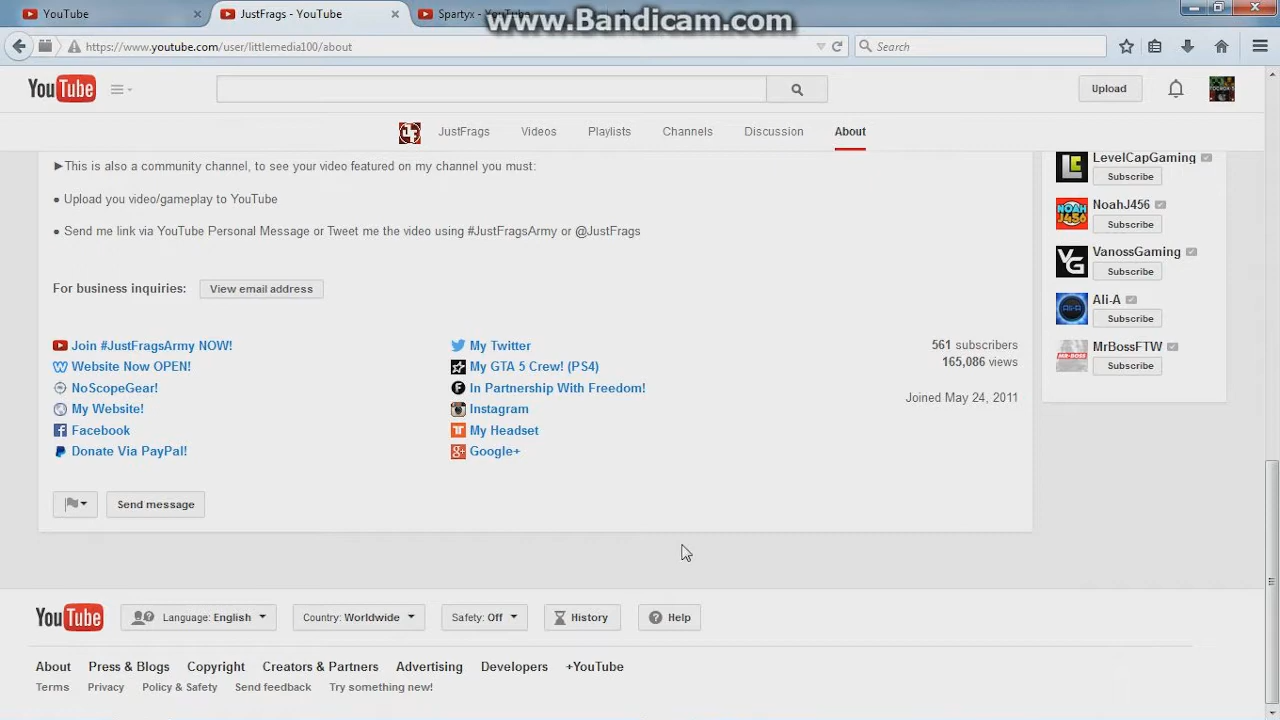 YouTube
JustFrags - YouTube
Spartyx - YouTube
www.Bandicam.com
https://www.youtube.com/user/littlemedia100/about
Search
YouTube
Upload
JustFrags
Videos
Playlists
Channels
Discussion
About
►This is also a community channel, to see your video featured on my channel you must:
● Upload you video/gameplay to YouTube
● Send me link via YouTube Personal Message or Tweet me the video using #JustFragsArmy or @JustFrags
For business inquiries:
View email address
Join #JustFragsArmy NOW!
Website Now OPEN!
NoScopeGear!
My Website!
Facebook
Donate Via PayPal!
My Twitter
My GTA 5 Crew! (PS4)
In Partnership With Freedom!
Instagram
My Headset
Google+
561 subscribers
165,086 views
Joined May 24, 2011
Send message
LevelCapGaming
Subscribe
NOAH J456
NoahJ456
Subscribe
VG
VanossGaming
Subscribe
Ali-A
Ali-A
Subscribe
MrBossFTW
Subscribe
YouTube
Language: English
Country: Worldwide
Safety: Off
History
Help
About
Press & Blogs
Copyright
Creators & Partners
Advertising
Developers
+YouTube
Terms
Privacy
Policy & Safety
Send feedback
Try something new!